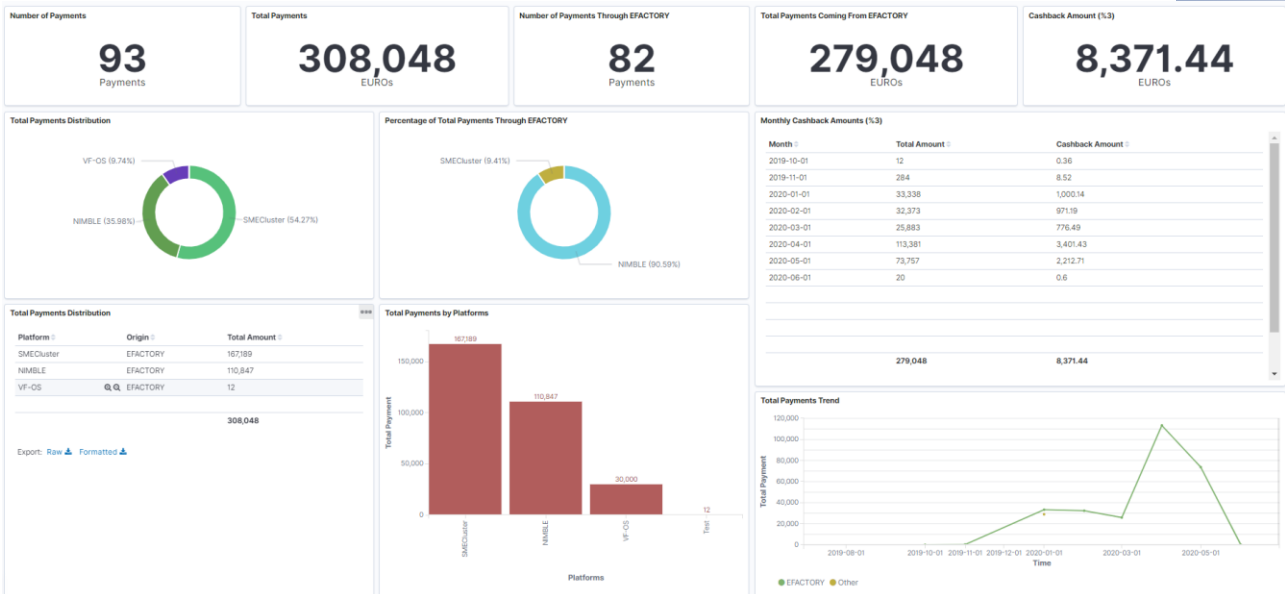 Number of Payments
93
Payments
Total Payments
308,048
EUROs
Number of Payments Through EFACTORY
82
Payments
Total Payments Coming From EFACTORY
279,048
EUROs
Cashback Amount (%3)
8,371.44
EUROs
Total Payments Distribution
VF-OS (9.74%)
NIMBLE (35.98%)
SMECluster (54.27%)
Percentage of Total Payments Through EFACTORY
SMECluster (9.41%)
NIMBLE (90.59%)
Monthly Cashback Amounts (%3)
Month Total Amount Cashback Amount
2019-10-01 12 0.36
2019-11-01 284 8.52
2020-01-01 33,338 1,000.14
2020-02-01 32,373 971.19
2020-03-01 25,883 776.49
2020-04-01 113,381 3,401.43
2020-05-01 73,757 2,212.71
2020-06-01 20 0.6
279,048 8,371.44
Total Payments Distribution
Platform Origin Total Amount
SMECluster EFACTORY 167,189
NIMBLE EFACTORY 110,847
VF-OS EFACTORY 12
308,048
Export: Raw Formatted
Total Payments by Platforms
Total Payment
150,000
100,000
50,000
0
167,189
110,847
30,000
12
SMECluster
NIMBLE
VF-OS
Test
Platforms
Total Payments Trend
Total Payment
120,000
100,000
80,000
60,000
40,000
20,000
0
2019-08-01 2019-10-01 2019-11-01 2019-12-01 2020-01-01 2020-03-01 2020-05-01
Time
EFACTORY Other